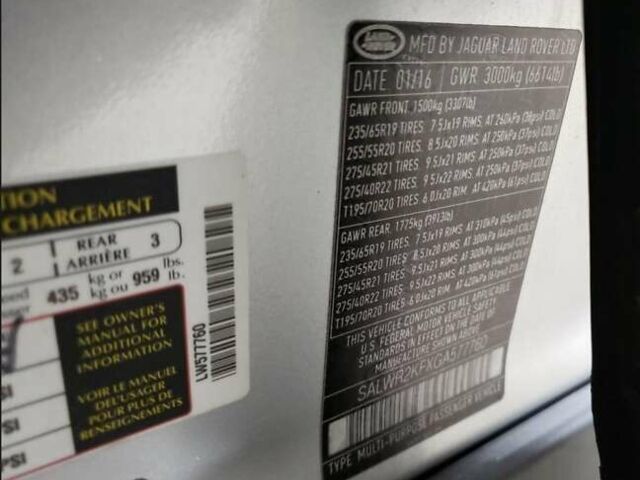 TION
CHARGEMENT
2 REAR ARRIÈRE 3
435 kg or kg ou 959 lbs. lb.
SEE OWNER'S
MANUAL FOR
ADDITIONAL
INFORMATION
VOIR LE MANUEL
DE L'USAGER
POUR PLUS DE
RENSEIGNEMENTS
PSI
LW577760
LAND ROVER
MFD BY JAGUAR LAND ROVER LTD
DATE 01/16 GWR 3000kg (6614lb)
GAWR FRONT 1500kg (3307lb)
235/65R19 TIRES 7.5Jx19 RIMS, AT 260kPa (38psi) COLD
255/55R20 TIRES 8.5Jx20 RIMS AT 250kPa (37psi) COLD
275/45R21 TIRES 9.5Jx21 RIMS, AT 250kPa (37psi) COLD
275/40R22 TIRES 9.5Jx22 RIMS, AT 250kPa (37psi) COLD
T195/70R20 TIRES 6.0Jx20 RIM AT 420kPa (61psi) COLD
GAWR REAR. 1775kg (3913lb)
235/65R19 TIRES 7.5Jx19 RIMS, AT 310kPa (45psi) COLD
255/55R20 TIRES 8.5Jx20 RIMS AT 300kPa (44psi) COLD
275/45R21 TIRES 9.5Jx21 RIMS, AT 300kPa (44psi) COLD
275/40R22 TIRES 9.5Jx22 RIMS, AT 300kPa (44psi) COLD
T195/70R20 TIRES 6.0Jx20 RIM, AT 420kPa (61psi) COLD
THIS VEHICLE CONFORMS TO ALL APPLICABLE
U.S. FEDERAL MOTOR VEHICLE SAFETY
STANDARDS IN EFFECT ON THE DATE OF
MANUFACTURE SHOWN ABOVE
SALWR2KFXGA577760
TYPE: MULTI-PURPOSE PASSENGER VEHICLE